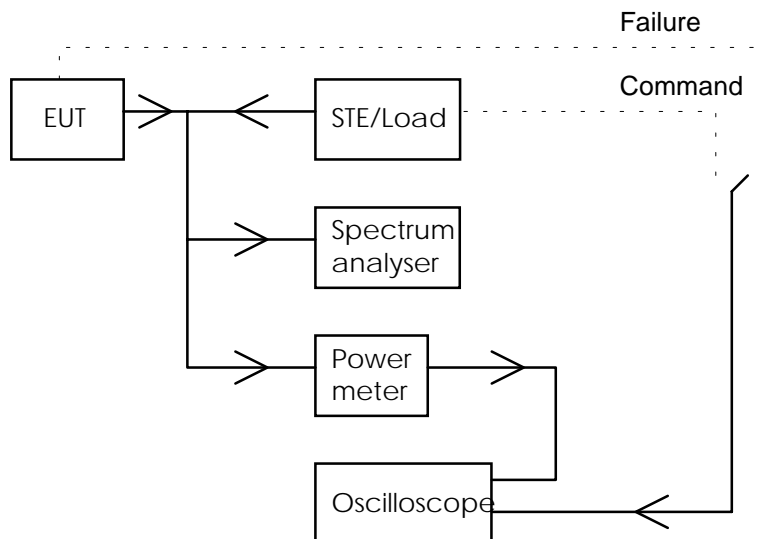 Failure
Command
EUT
STE/Load
Spectrum
analyser
Power
meter
Oscilloscope